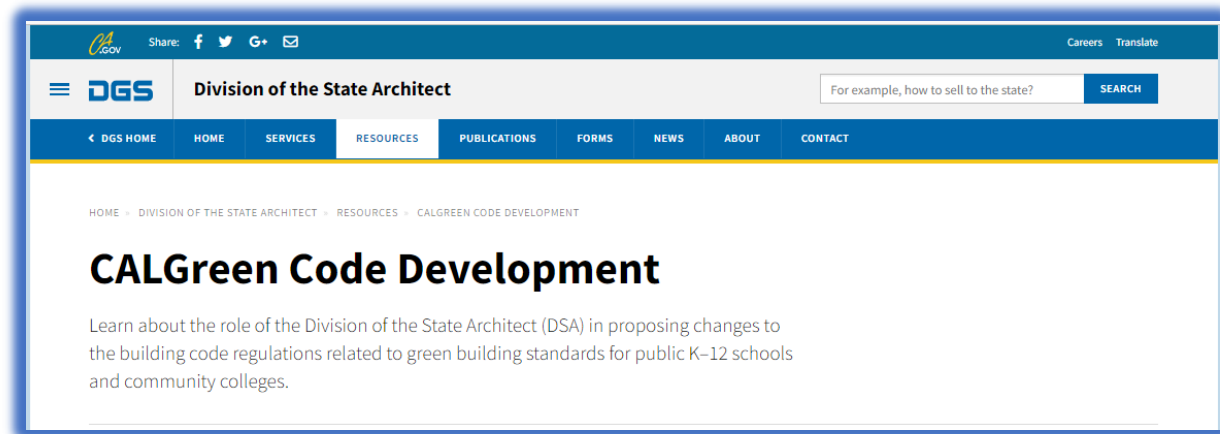 CA.GOV Share: G+ Careers Translate
DGS Division of the State Architect For example, how to sell to the state? SEARCH
DGS HOME HOME SERVICES RESOURCES PUBLICATIONS FORMS NEWS ABOUT CONTACT
HOME » DIVISION OF THE STATE ARCHITECT » RESOURCES » CALGREEN CODE DEVELOPMENT
CALGreen Code Development
Learn about the role of the Division of the State Architect (DSA) in proposing changes to
the building code regulations related to green building standards for public K–12 schools
and community colleges.